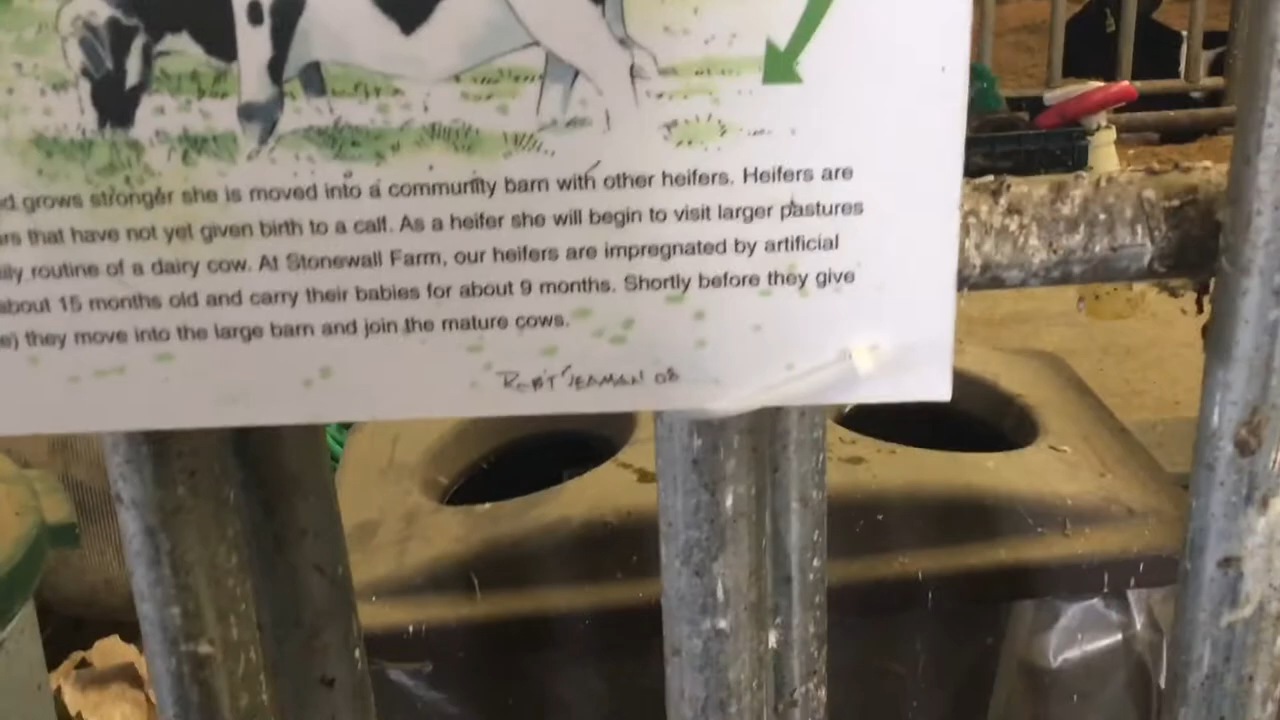 d grows stronger she is moved into a community barn with other heifers. Heifers are
rs that have not yet given birth to a calf. As a heifer she will begin to visit larger pastures
ily routine of a dairy cow. At Stonewall Farm, our heifers are impregnated by artificial
about 15 months old and carry their babies for about 9 months. Shortly before they give
e) they move into the large barn and join the mature cows.
08